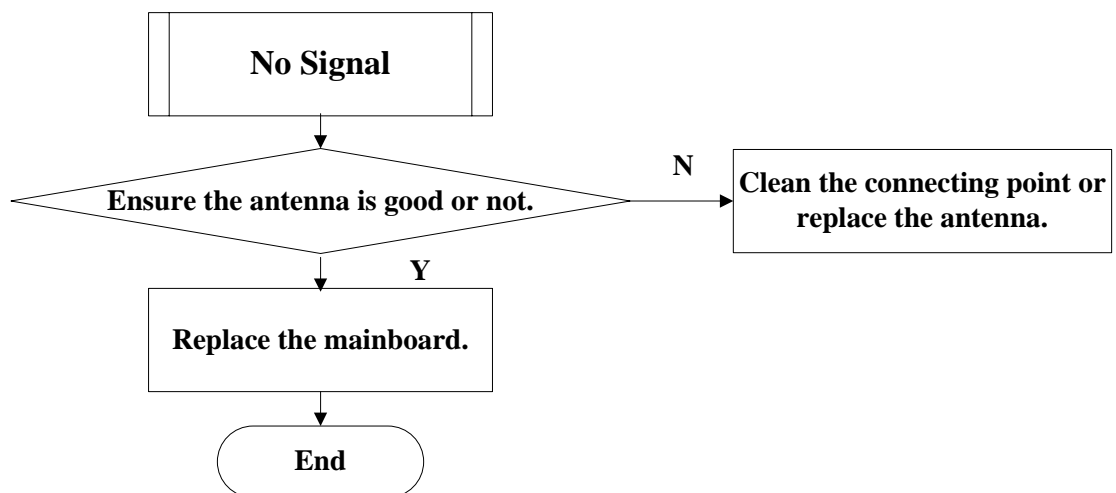 No Signal
Ensure the antenna is good or not.
N
Clean the connecting point or
replace the antenna.
Y
Replace the mainboard.
End